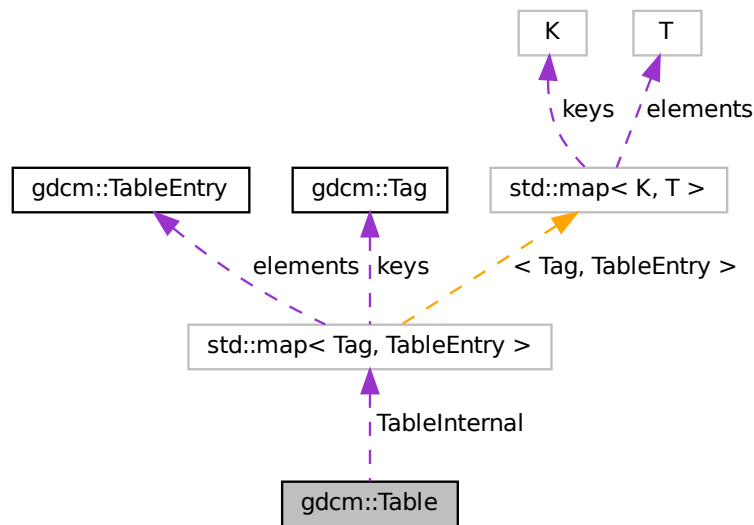 K
T
keys
elements
gdcm::TableEntry
gdcm::Tag
std::map< K, T >
elements
keys
< Tag, TableEntry >
std::map< Tag, TableEntry >
TableInternal
gdcm::Table